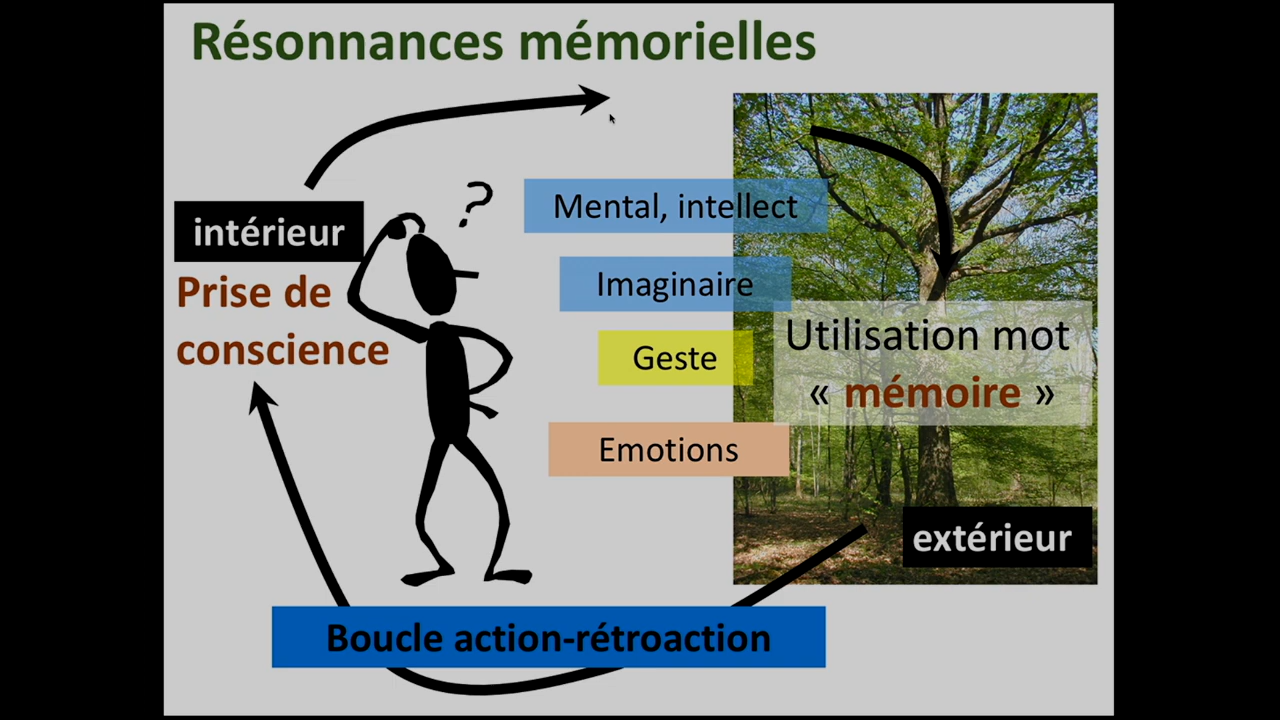 Résonnances mémorielles
?
intérieur
Prise de
conscience
Mental, intellect
Imaginaire
Geste
Emotions
Utilisation mot
« mémoire »
extérieur
Boucle action-rétroaction